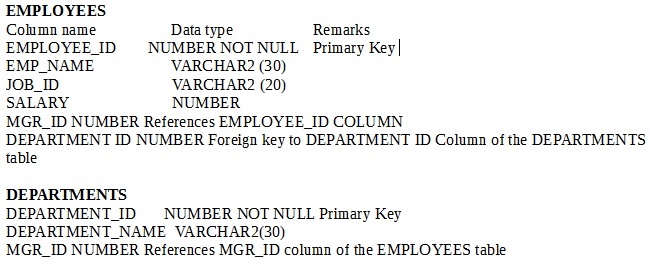 EMPLOYEES
Column name Data type Remarks
EMPLOYEE_ID NUMBER NOT NULL Primary Key
EMP_NAME VARCHAR2 (30)
JOB_ID VARCHAR2 (20)
SALARY NUMBER
MGR_ID NUMBER References EMPLOYEE_ID COLUMN
DEPARTMENT ID NUMBER Foreign key to DEPARTMENT ID Column of the DEPARTMENTS
table
DEPARTMENTS
DEPARTMENT_ID NUMBER NOT NULL Primary Key
DEPARTMENT_NAME VARCHAR2(30)
MGR_ID NUMBER References MGR_ID column of the EMPLOYEES table